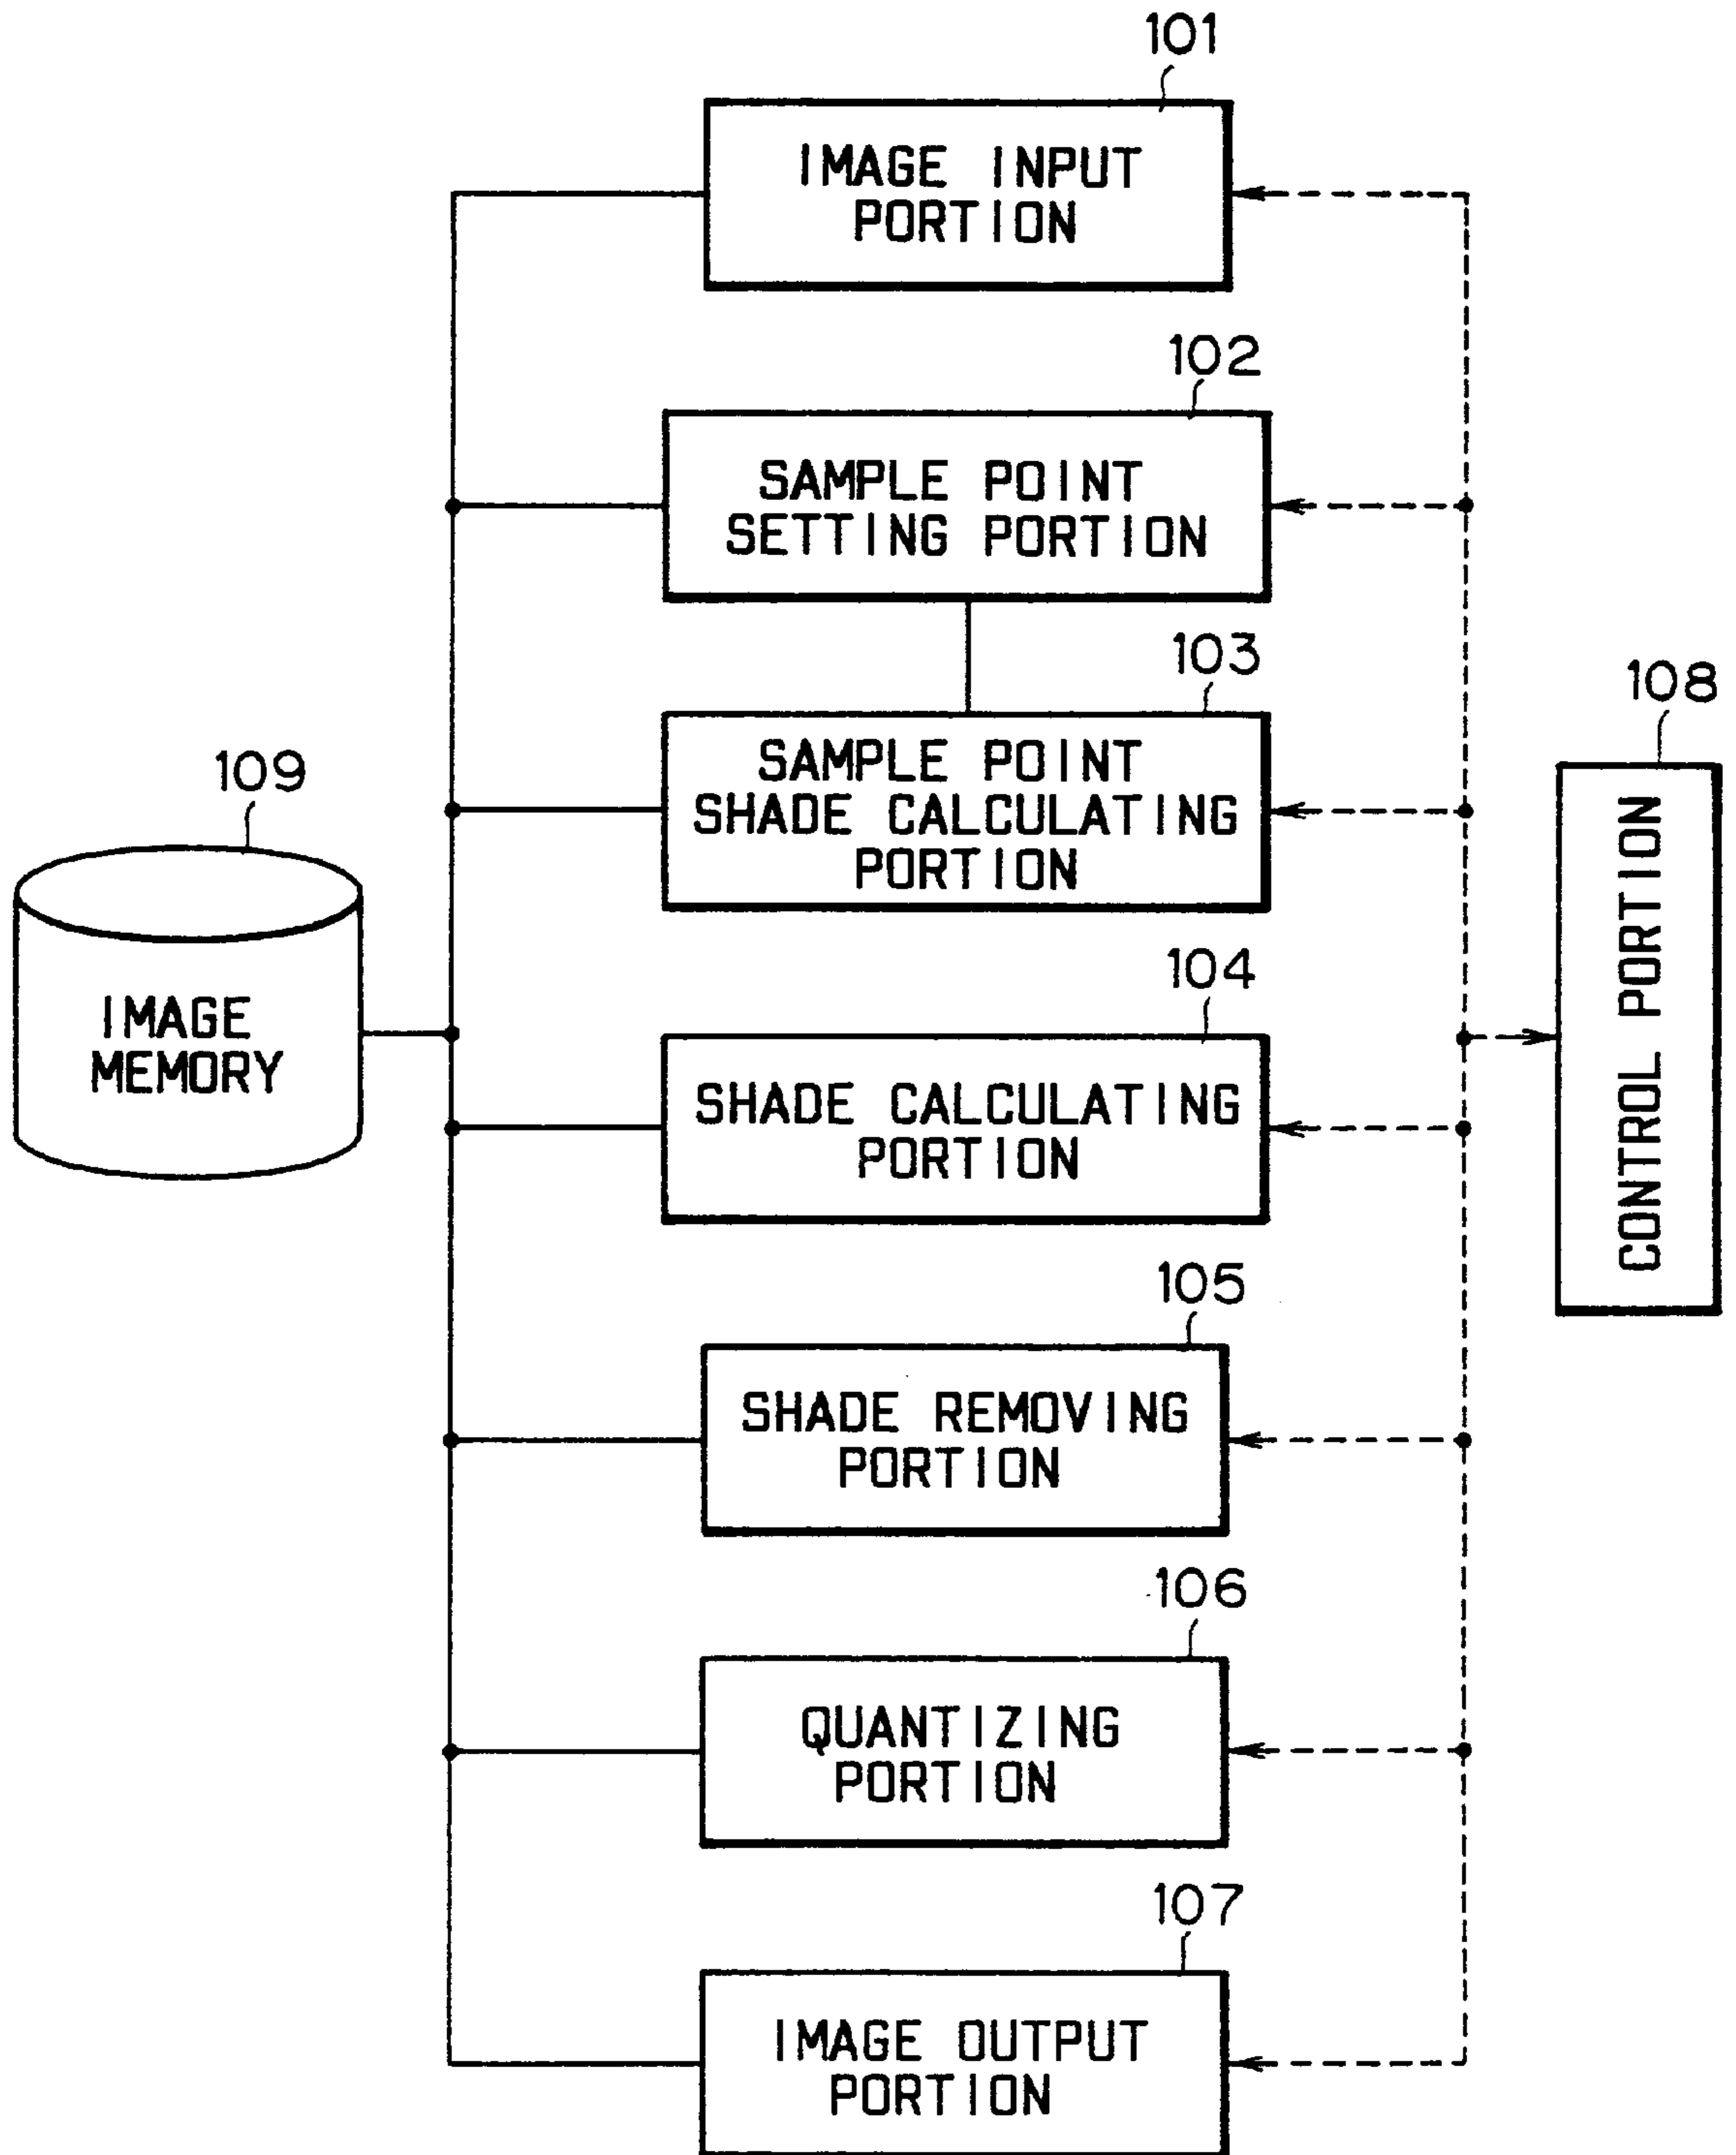 101
IMAGE INPUT
PORTION
102
SAMPLE POINT
SETTING PORTION
103
SAMPLE POINT
SHADE CALCULATING
PORTION
108
CONTROL PORTION
109
IMAGE
MEMORY
104
SHADE CALCULATING
PORTION
105
SHADE REMOVING
PORTION
106
QUANTIZING
PORTION
107
IMAGE OUTPUT
PORTION